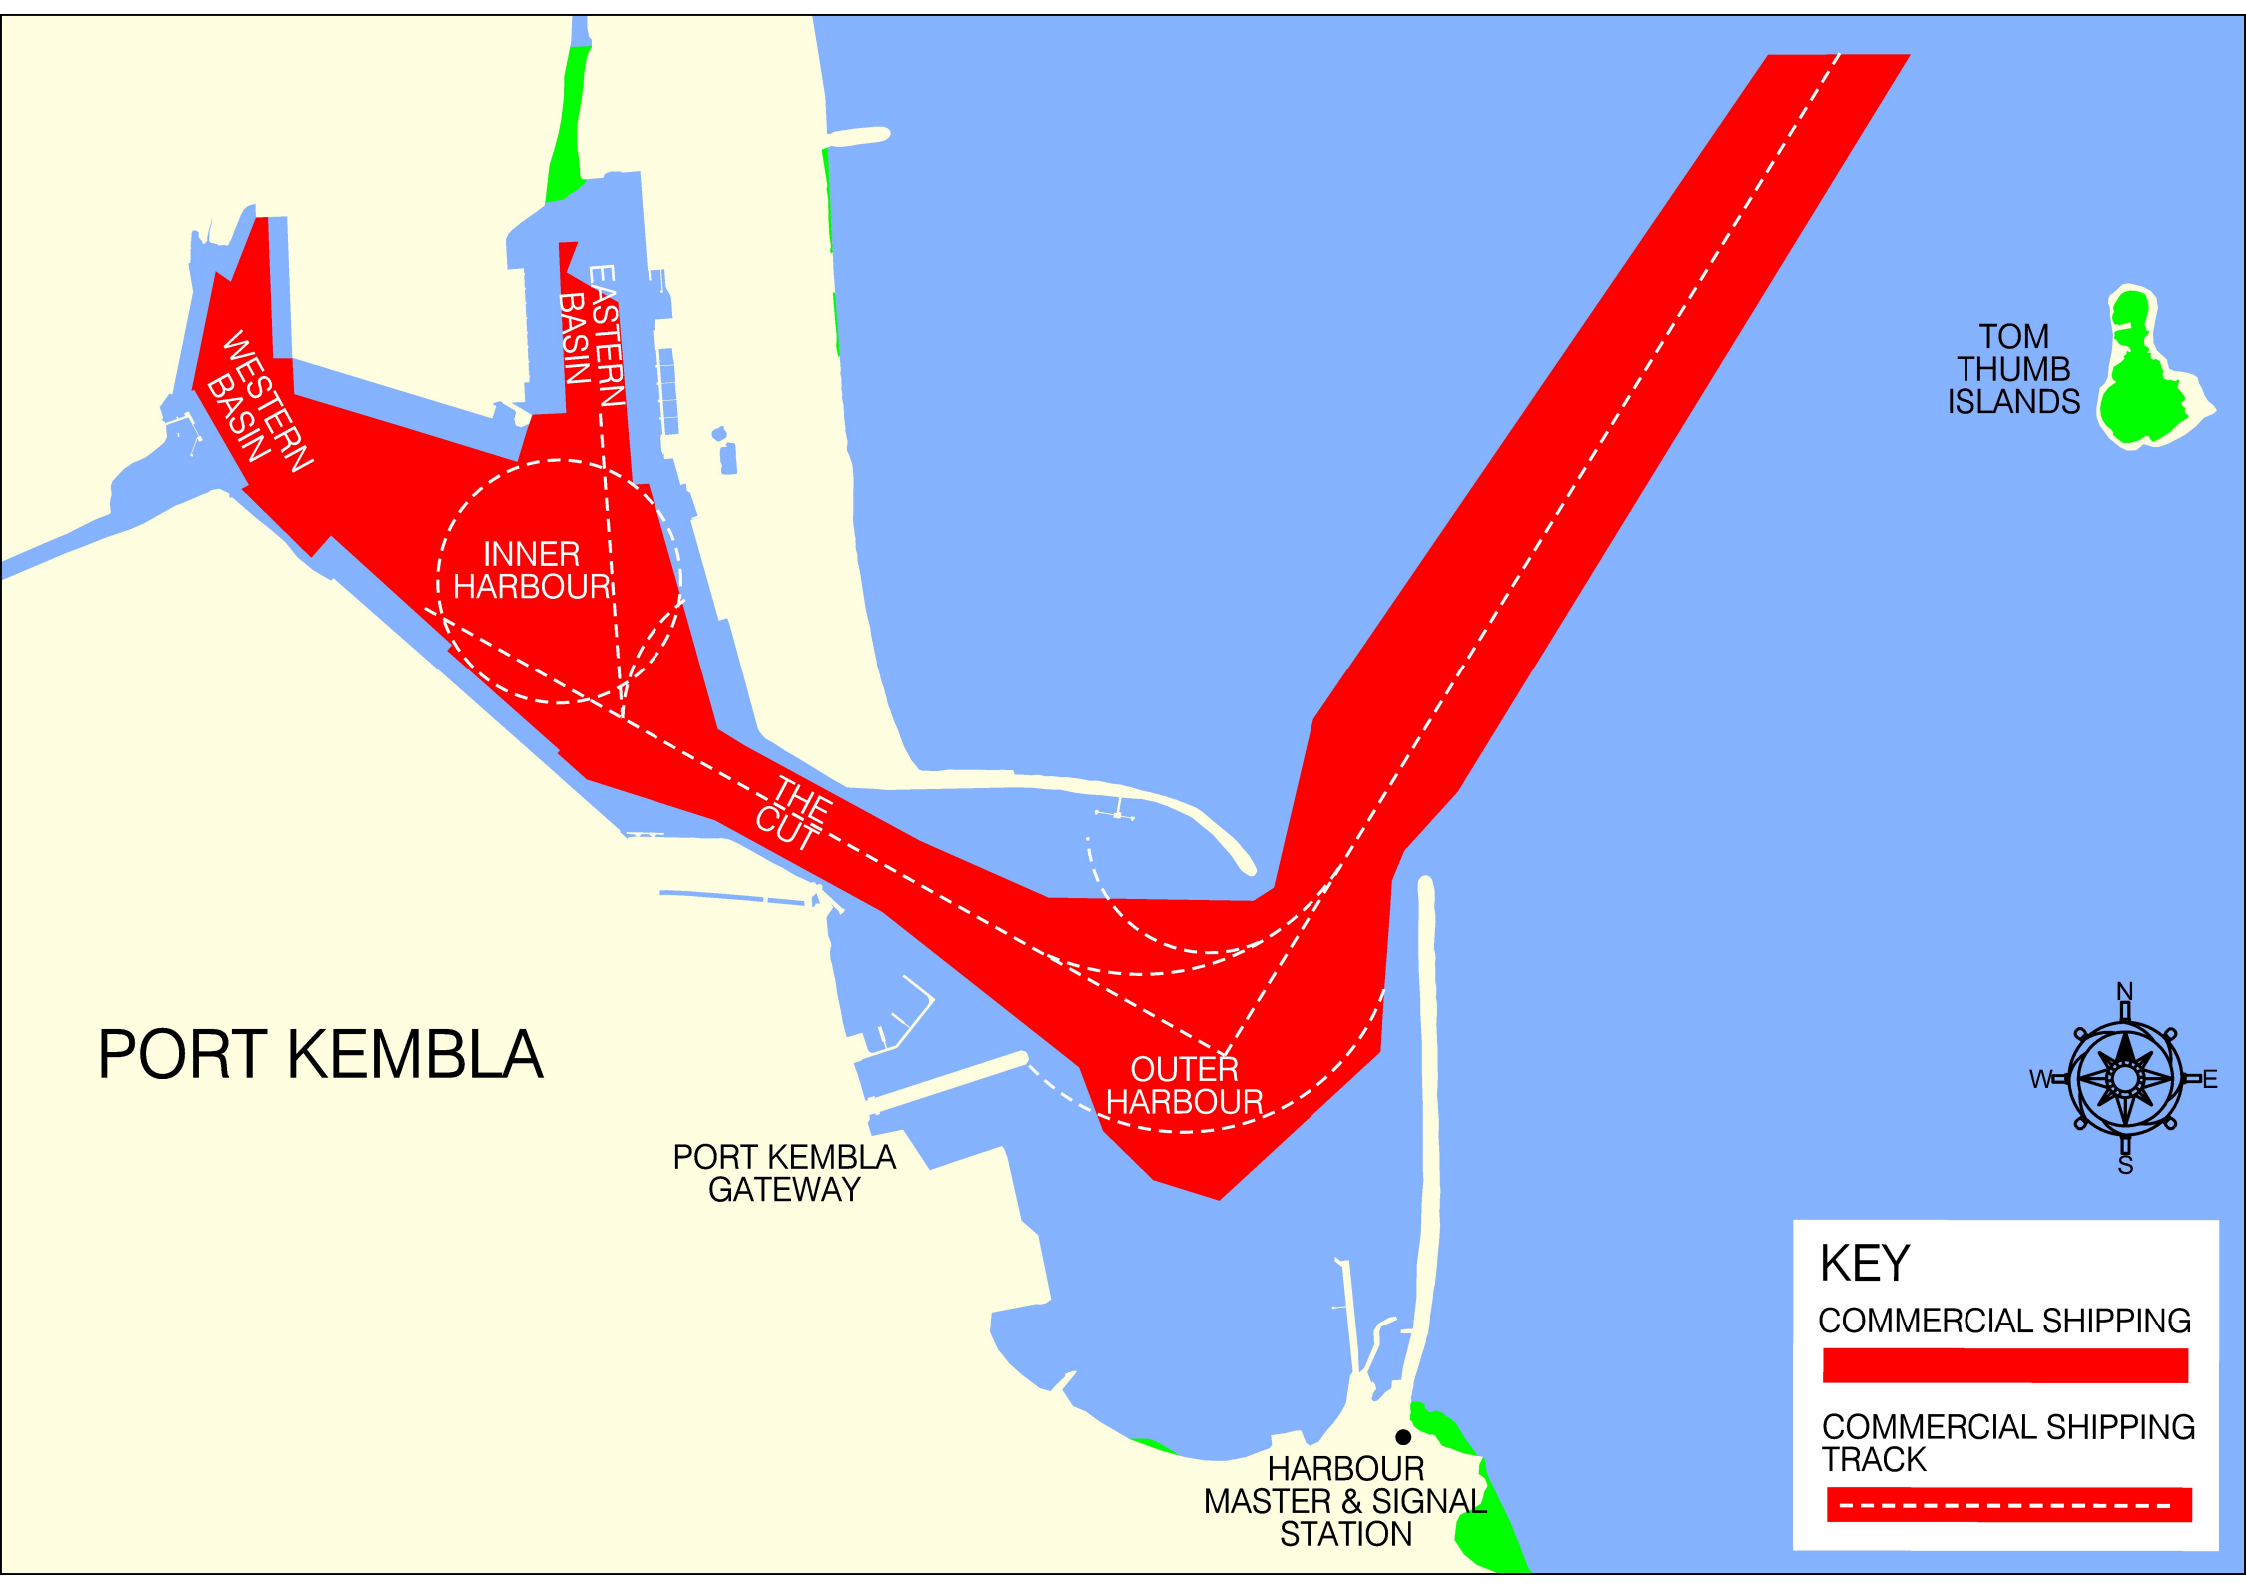 EASTERN
BASIN
WESTERN
BASIN
TOM
THUMB
ISLANDS
INNER
HARBOUR
THE
CUT
PORT KEMBLA
OUTER
HARBOUR
PORT KEMBLA
GATEWAY
N
W
E
S
KEY
COMMERCIAL SHIPPING
COMMERCIAL SHIPPING
TRACK
HARBOUR
MASTER & SIGNAL
STATION